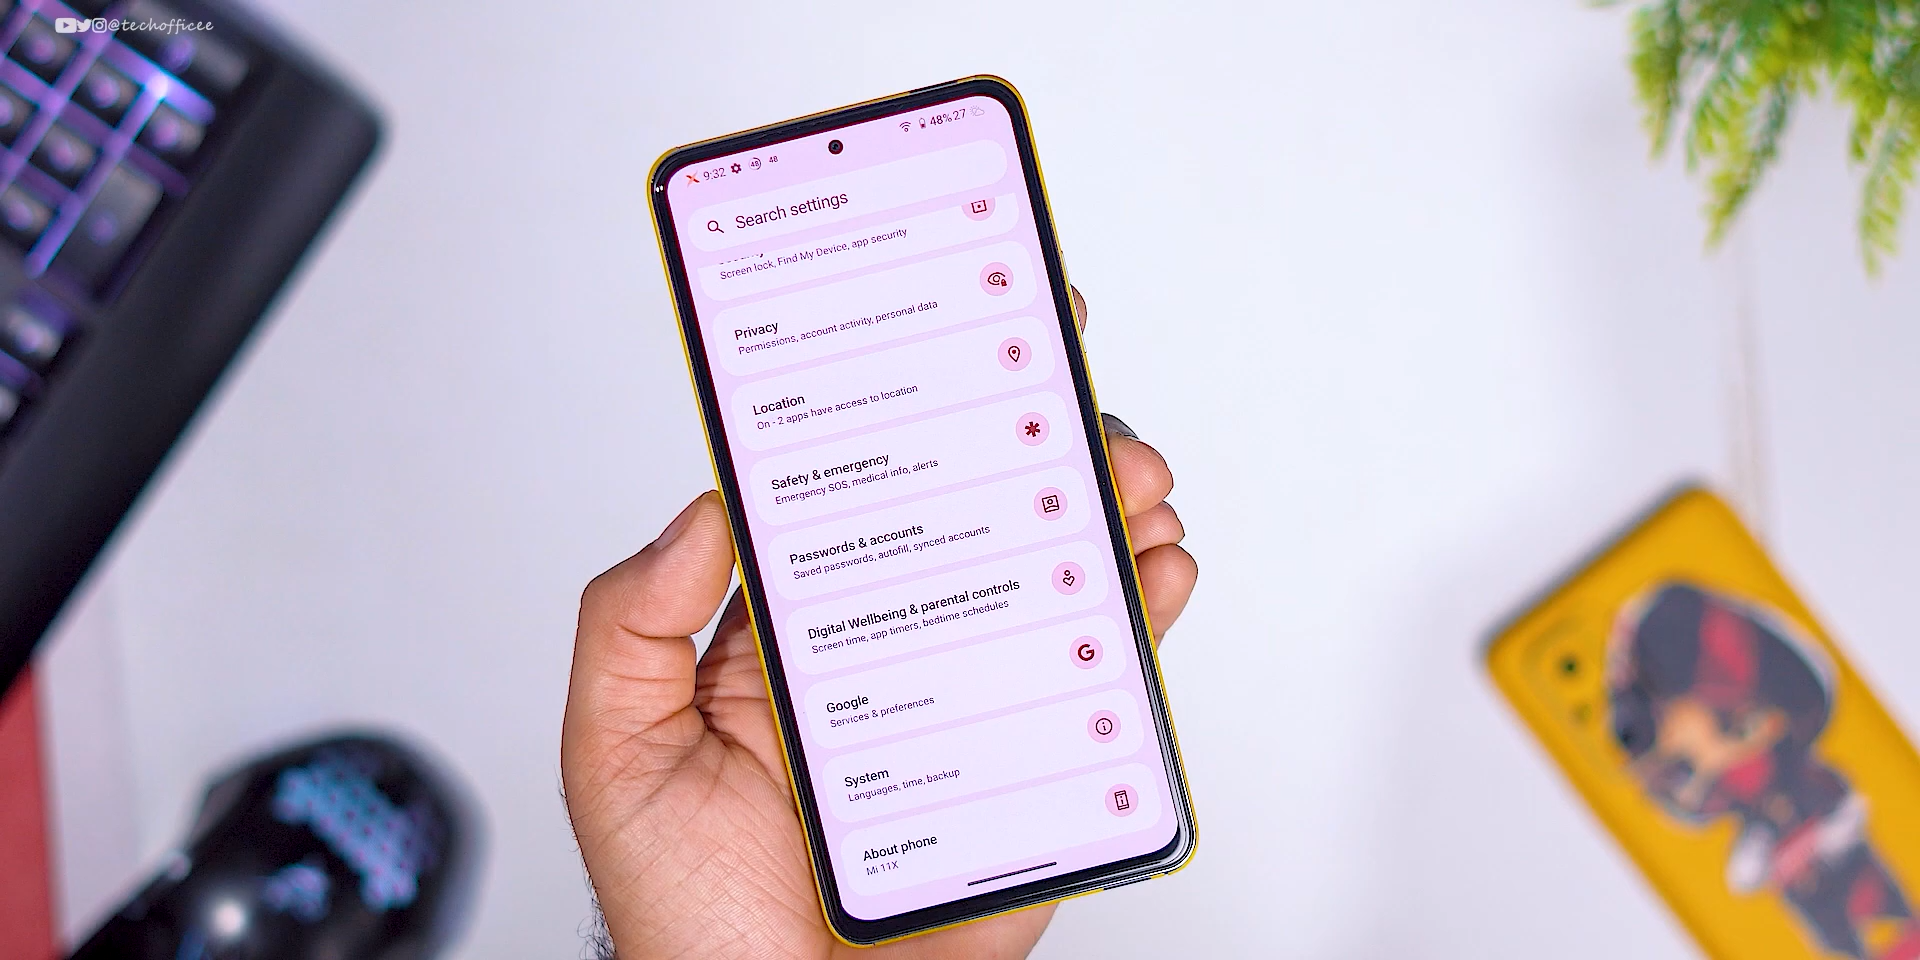 @techofficee
9:32 48 48 48% 27
Search settings
Screen lock, Find My Device, app security
Privacy
Permissions, account activity, personal data
Location
On - 2 apps have access to location
Safety & emergency
Emergency SOS, medical info, alerts
Passwords & accounts
Saved passwords, autofill, synced accounts
Digital Wellbeing & parental controls
Screen time, app timers, bedtime schedules
Google
Services & preferences
System
Languages, time, backup
About phone
Mi 11X